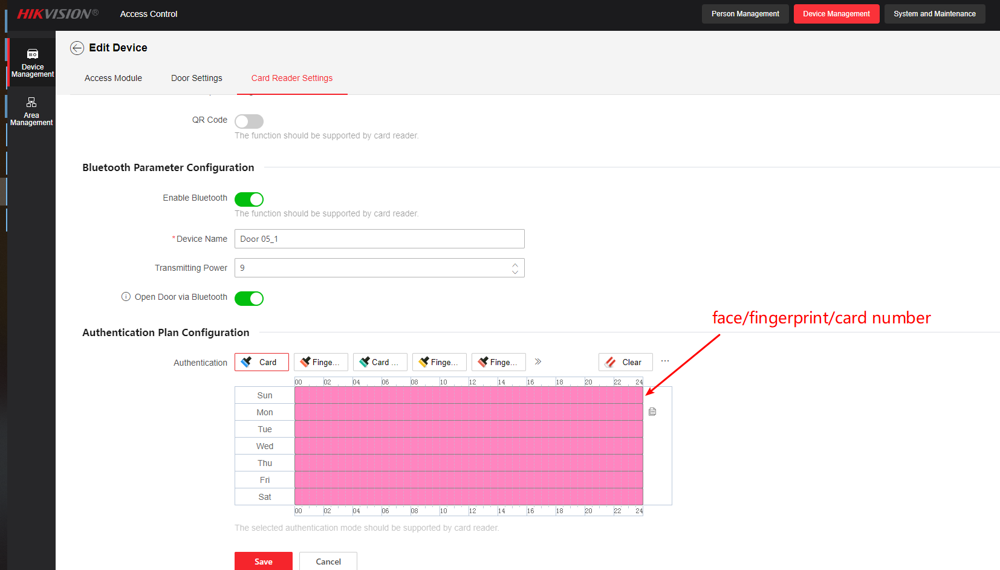 HIKVISION® Access Control Person Management Device Management System and Maintenance
Edit Device
Device
Management
Access Module Door Settings Card Reader Settings
Area
Management
QR Code
The function should be supported by card reader.
Bluetooth Parameter Configuration
Enable Bluetooth
The function should be supported by card reader.
*Device Name Door 05_1
Transmitting Power 9
Open Door via Bluetooth
face/fingerprint/card number
Authentication Plan Configuration
Authentication Card Finge... Card ... Finge... Finge... Clear ...
00 02 04 06 08 10 12 14 16 18 20 22 24
Sun
Mon
Tue
Wed
Thu
Fri
Sat
00 02 04 06 08 10 12 14 16 18 20 22 24
The selected authentication mode should be supported by card reader.
Save Cancel